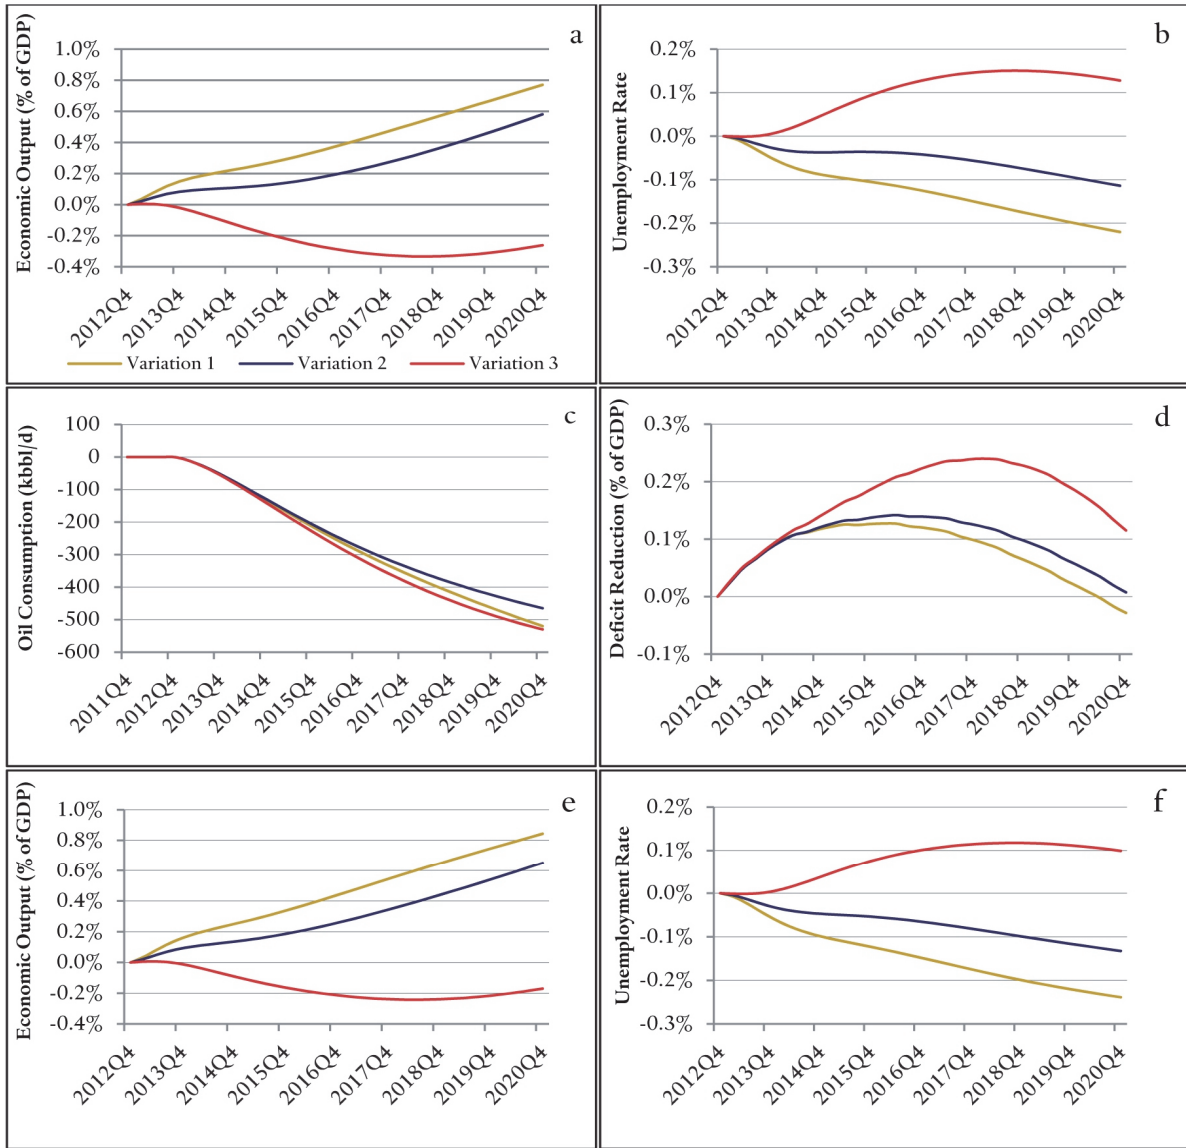 a
Economic Output (% of GDP)
1.0%
0.8%
0.6%
0.4%
0.2%
0.0%
-0.2%
-0.4%
2012Q4
2013Q4
2014Q4
2015Q4
2016Q4
2017Q4
2018Q4
2019Q4
2020Q4
Variation 1
Variation 2
Variation 3
b
Unemployment Rate
0.2%
0.1%
0.0%
-0.1%
-0.2%
-0.3%
2012Q4
2013Q4
2014Q4
2015Q4
2016Q4
2017Q4
2018Q4
2019Q4
2020Q4
c
Oil Consumption (kbbl/d)
100
0
-100
-200
-300
-400
-500
-600
2011Q4
2012Q4
2013Q4
2014Q4
2015Q4
2016Q4
2017Q4
2018Q4
2019Q4
2020Q4
d
Deficit Reduction (% of GDP)
0.3%
0.2%
0.1%
0.0%
-0.1%
2012Q4
2013Q4
2014Q4
2015Q4
2016Q4
2017Q4
2018Q4
2019Q4
2020Q4
e
Economic Output (% of GDP)
1.0%
0.8%
0.6%
0.4%
0.2%
0.0%
-0.2%
-0.4%
2012Q4
2013Q4
2014Q4
2015Q4
2016Q4
2017Q4
2018Q4
2019Q4
2020Q4
f
Unemployment Rate
0.2%
0.1%
0.0%
-0.1%
-0.2%
-0.3%
2012Q4
2013Q4
2014Q4
2015Q4
2016Q4
2017Q4
2018Q4
2019Q4
2020Q4